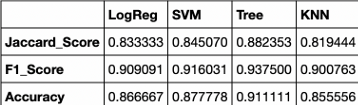 LogReg SVM Tree KNN
Jaccard_Score 0.833333 0.845070 0.882353 0.819444
F1_Score 0.909091 0.916031 0.937500 0.900763
Accuracy 0.866667 0.877778 0.911111 0.855556